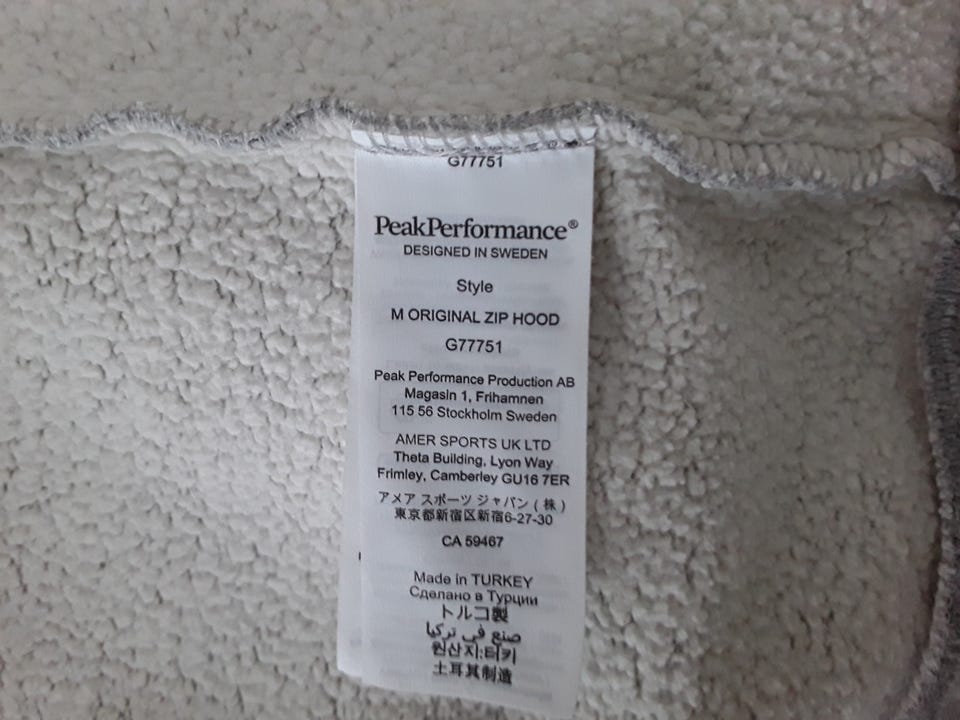 G77751
PeakPerformance®
DESIGNED IN SWEDEN
Style
M ORIGINAL ZIP HOOD
G77751
Peak Performance Production AB
Magasin 1, Frihamnen
115 56 Stockholm Sweden
AMER SPORTS UK LTD
Theta Building, Lyon Way
Frimley, Camberley GU16 7ER
アメア スポーツ ジャパン ( 株 )
東京都新宿区新宿6-27-30
CA 59467
Made in TURKEY
Сделано в Турции
トルコ製
صنع في تركيا
원산지:터키
土耳其制造